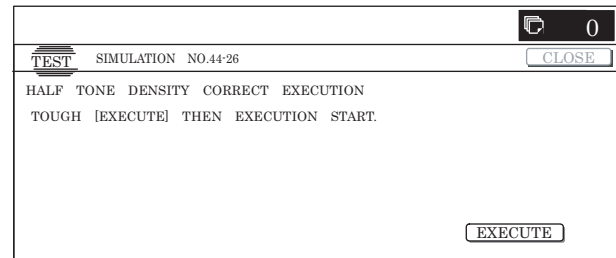 0
TEST SIMULATION NO.44-26 CLOSE
HALF TONE DENSITY CORRECT EXECUTION
TOUGH [EXECUTE] THEN EXECUTION START.
EXECUTE